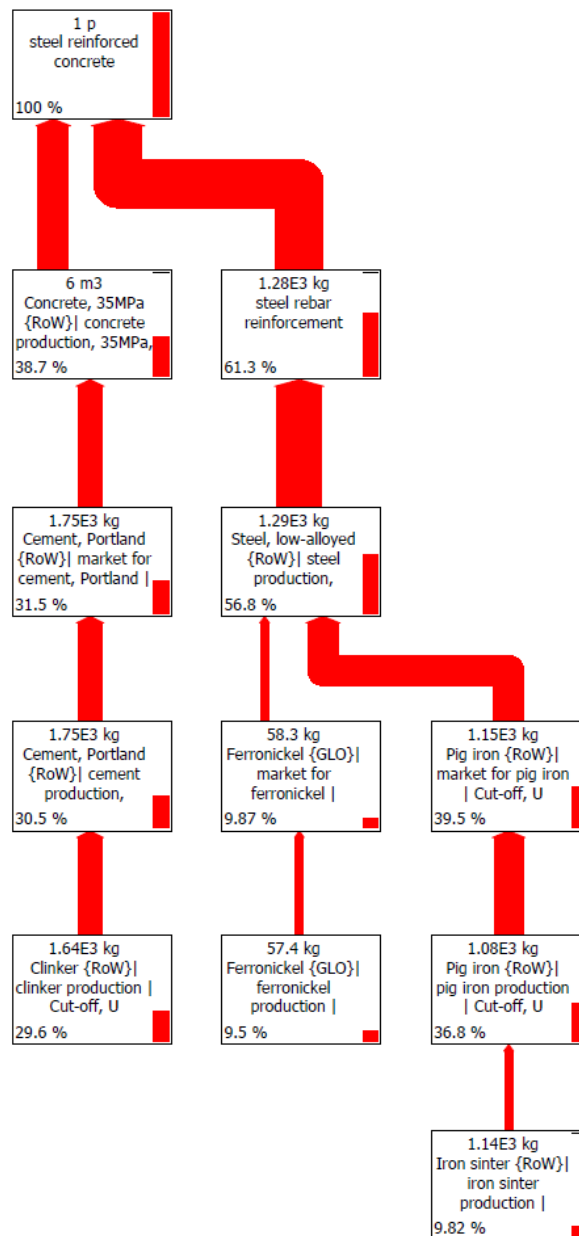 1 p
steel reinforced
concrete
100 %
6 m3
Concrete, 35MPa
{RoW}| concrete
production, 35MPa,
38.7 %
1.28E3 kg
steel rebar
reinforcement
61.3 %
1.75E3 kg
Cement, Portland
{RoW}| market for
cement, Portland |
31.5 %
1.29E3 kg
Steel, low-alloyed
{RoW}| steel
production,
56.8 %
1.75E3 kg
Cement, Portland
{RoW}| cement
production,
30.5 %
58.3 kg
Ferronickel {GLO}|
market for
ferronickel |
9.87 %
1.15E3 kg
Pig iron {RoW}|
market for pig iron
| Cut-off, U
39.5 %
1.64E3 kg
Clinker {RoW}|
clinker production |
Cut-off, U
29.6 %
57.4 kg
Ferronickel {GLO}|
ferronickel
production |
9.5 %
1.08E3 kg
Pig iron {RoW}|
pig iron production
| Cut-off, U
36.8 %
1.14E3 kg
Iron sinter {RoW}|
iron sinter
production |
9.82 %